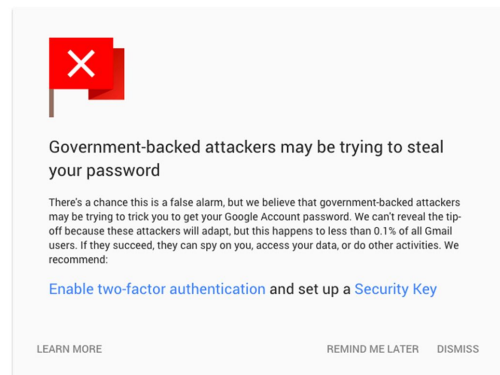 Government-backed attackers may be trying to steal
your password
There's a chance this is a false alarm, but we believe that government-backed attackers
may be trying to trick you to get your Google Account password. We can't reveal the tip-
off because these attackers will adapt, but this happens to less than 0.1% of all Gmail
users. If they succeed, they can spy on you, access your data, or do other activities. We
recommend:
Enable two-factor authentication and set up a Security Key
LEARN MORE REMIND ME LATER DISMISS